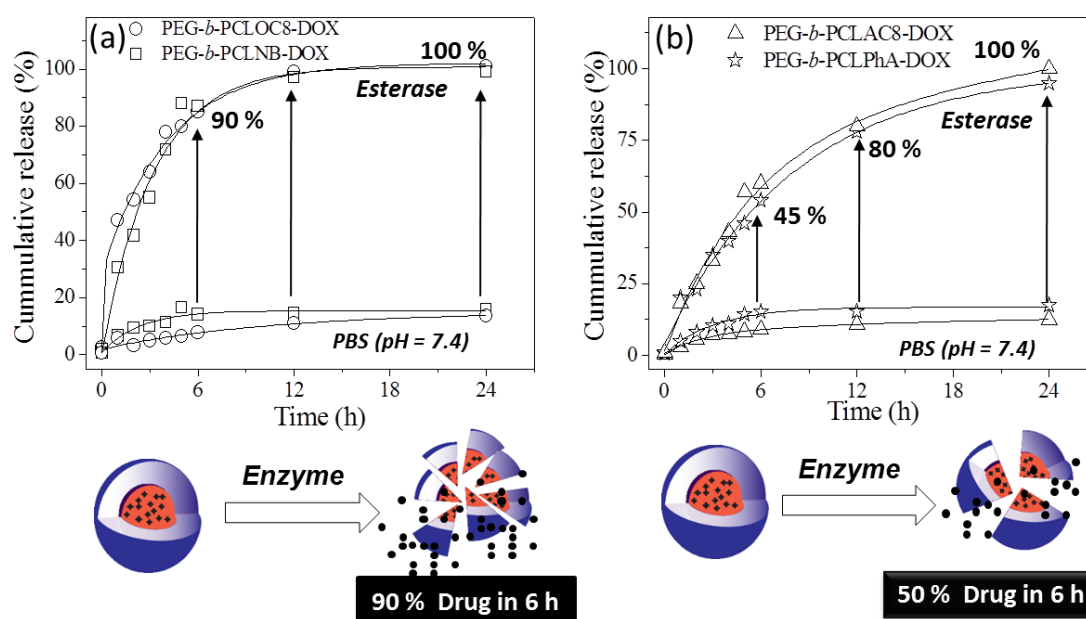 (a)
PEG-b-PCLOC8-DOX
PEG-b-PCLNB-DOX
100 %
Esterase
90 %
PBS (pH = 7.4)
Cummulative release (%)
0
20
40
60
80
100
120
0
6
12
18
24
Time (h)
(b)
PEG-b-PCLAC8-DOX
PEG-b-PCLPhA-DOX
100 %
Esterase
80 %
45 %
PBS (pH = 7.4)
Cummulative release (%)
0
25
50
75
100
0
6
12
18
24
Time (h)
Enzyme
90 % Drug in 6 h
Enzyme
50 % Drug in 6 h